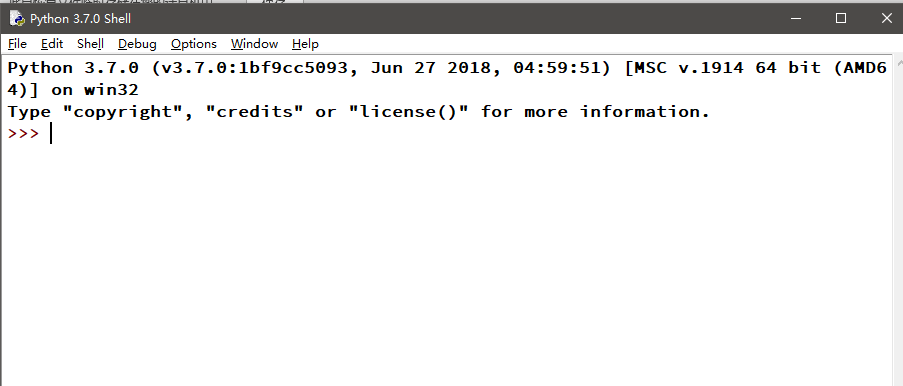 Python 3.7.0 Shell
File Edit Shell Debug Options Window Help
Python 3.7.0 (v3.7.0:1bf9cc5093, Jun 27 2018, 04:59:51) [MSC v.1914 64 bit (AMD6
4)] on win32
Type "copyright", "credits" or "license()" for more information.
>>>